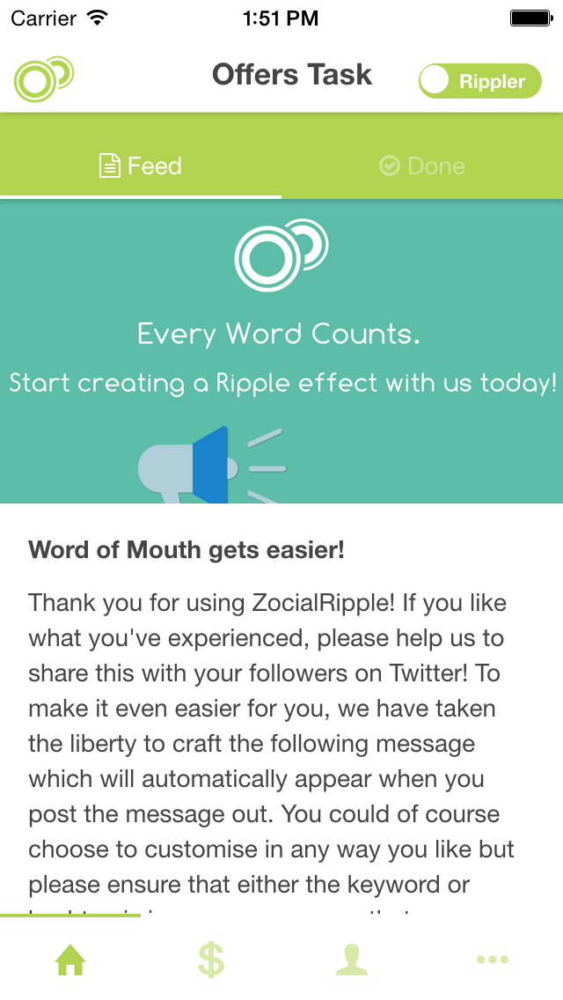 Carrier 1:51 PM
Offers Task
Rippler
Feed Done
Every Word Counts.
Start creating a Ripple effect with us today!
Word of Mouth gets easier!
Thank you for using ZocialRipple! If you like
what you've experienced, please help us to
share this with your followers on Twitter! To
make it even easier for you, we have taken
the liberty to craft the following message
which will automatically appear when you
post the message out. You could of course
choose to customise in any way you like but
please ensure that either the keyword or
$